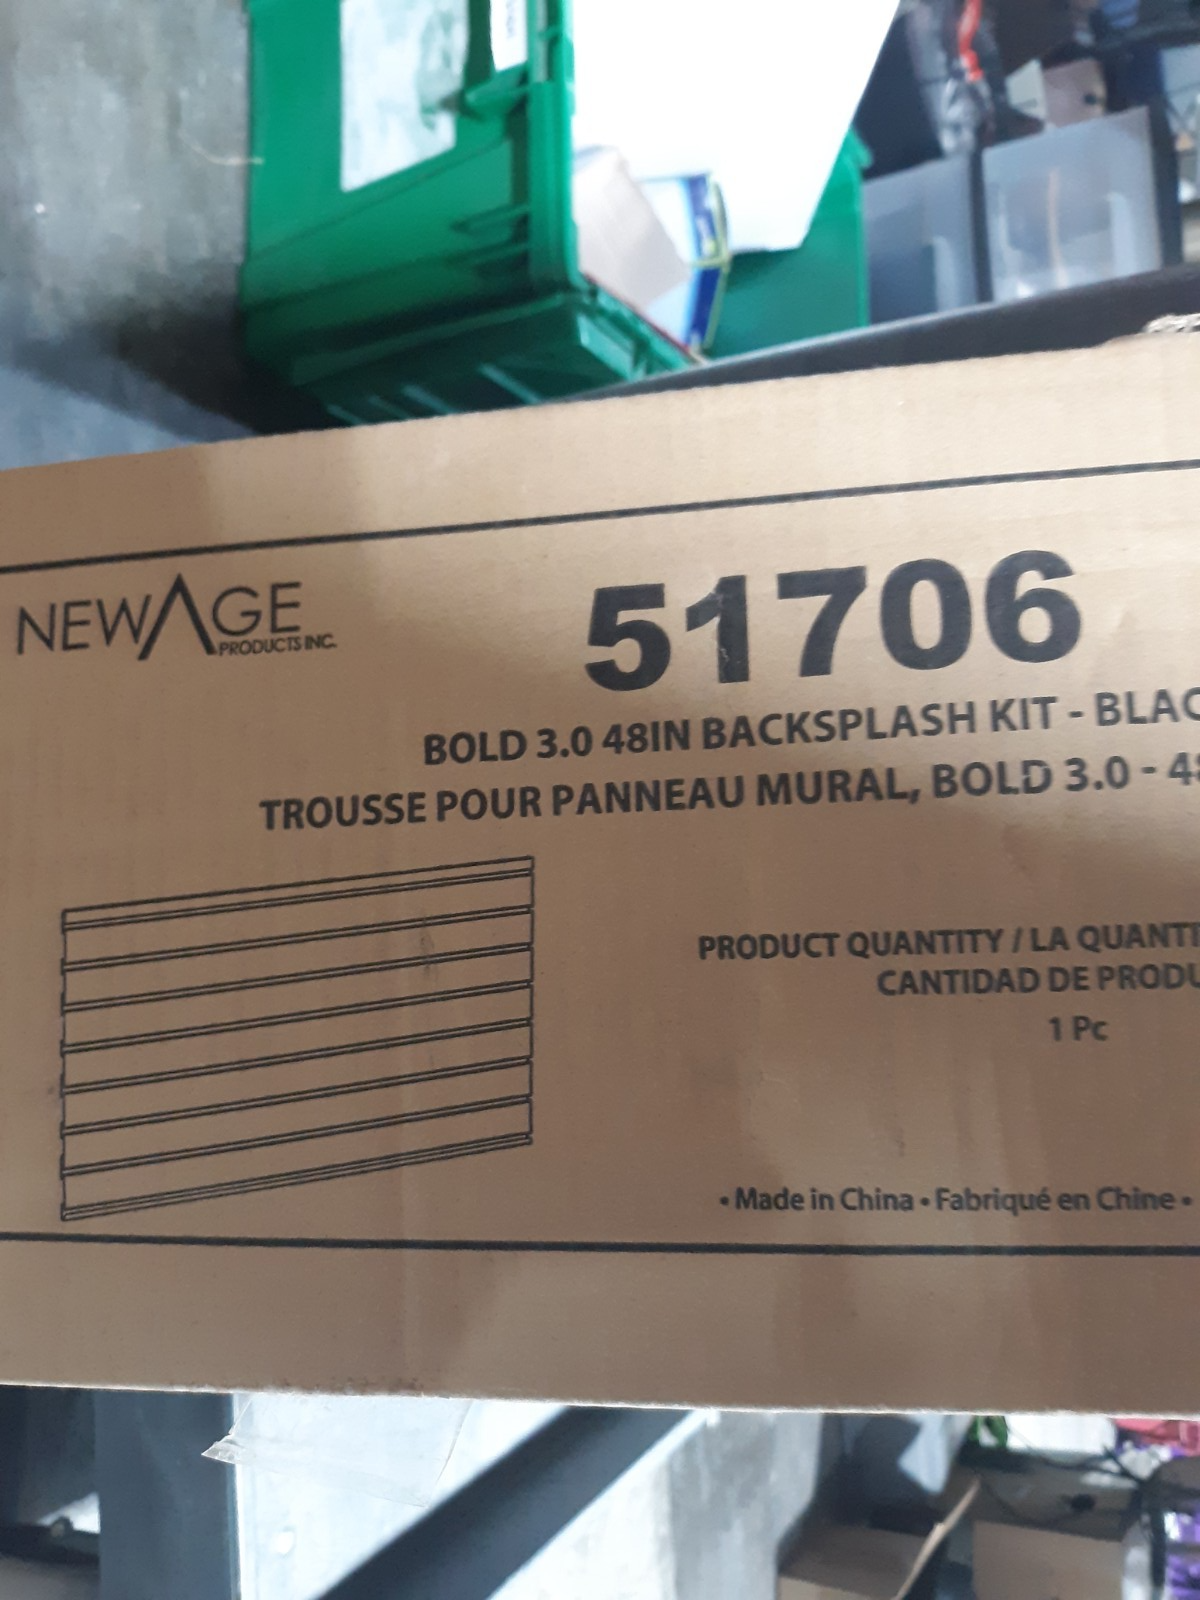 NEWAGE
PRODUCTS INC.
51706
BOLD 3.0 48IN BACKSPLASH KIT - BLAC
TROUSSE POUR PANNEAU MURAL, BOLD 3.0 - 48
PRODUCT QUANTITY / LA QUANTI
CANTIDAD DE PRODU
1 Pc
• Made in China • Fabriqué en Chine •